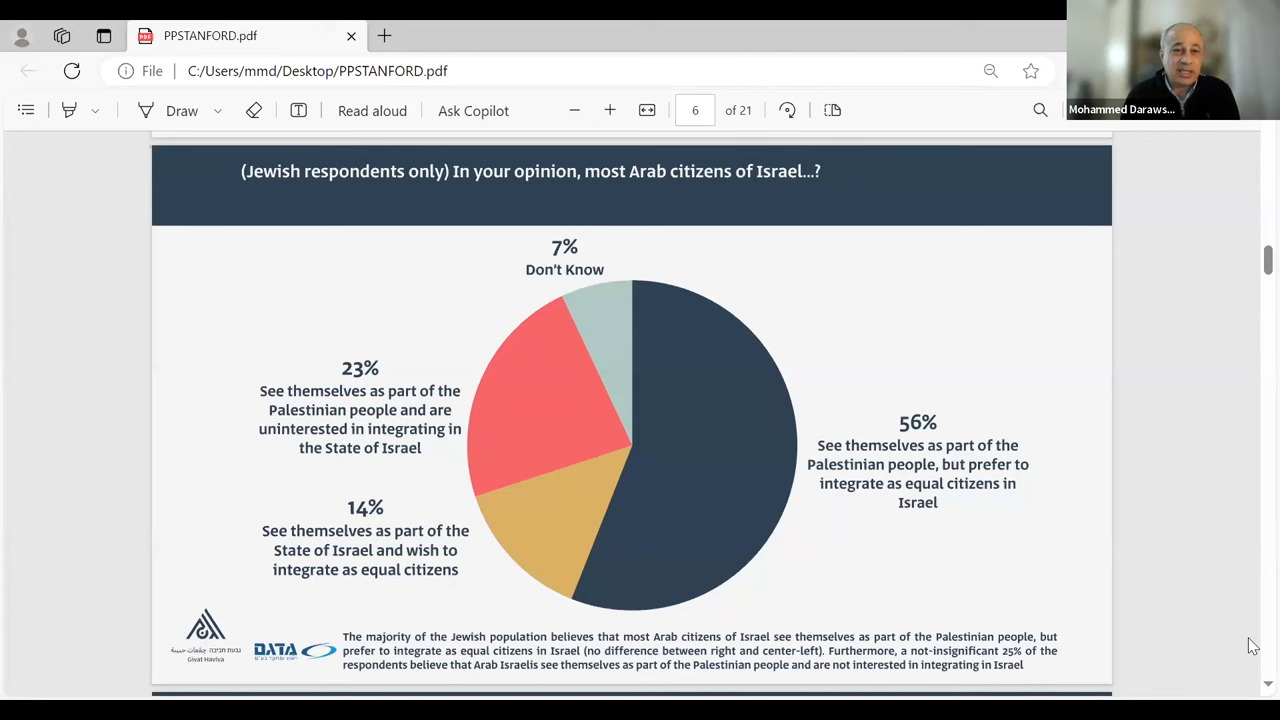 PPSTANFORD.pdf
File
C:/Users/mmd/Desktop/PPSTANFORD.pdf
Draw
Read aloud
Ask Copilot
6
of 21
Mohammed Daraws...
(Jewish respondents only) In your opinion, most Arab citizens of Israel...?
7%
Don't Know
23%
See themselves as part of the
Palestinian people and are
uninterested in integrating in
the State of Israel
56%
See themselves as part of the
Palestinian people, but prefer to
integrate as equal citizens in
Israel
14%
See themselves as part of the
State of Israel and wish to
integrate as equal citizens
Givat Haviva
DATA
The majority of the Jewish population believes that most Arab citizens of Israel see themselves as part of the Palestinian people, but
prefer to integrate as equal citizens in Israel (no difference between right and center-left). Furthermore, a not-insignificant 25% of the
respondents believe that Arab Israelis see themselves as part of the Palestinian people and are not interested in integrating in Israel